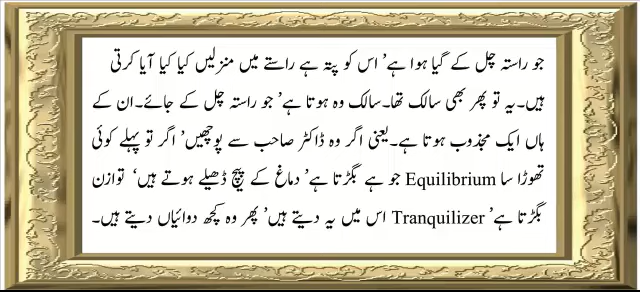 جو راستہ چل کے گیا ہوا ہے’ اس کو پتہ ہے راستے میں منزلیں کیا کیا آیا کرتی
ہیں۔یہ تو پھر بھی سالک تھا۔سالک وہ ہوتا ہے’ جو راستہ چل کے جائے۔ان کے
ہاں ایک مجذوب ہوتا ہے۔یعنی اگر وہ ڈاکٹر صاحب سے پوچھیں’ اگر تو پہلے کوئی
تھوڑا سا Equilibrium جو ہے بگڑتا ہے’ دماغ کے پیچ ڈھیلے ہوتے ہیں‘ توازن
بگڑتا ہے’ Tranquilizer اس میں یہ دیتے ہیں’ پھر وہ کچھ دوائیاں دیتے ہیں۔